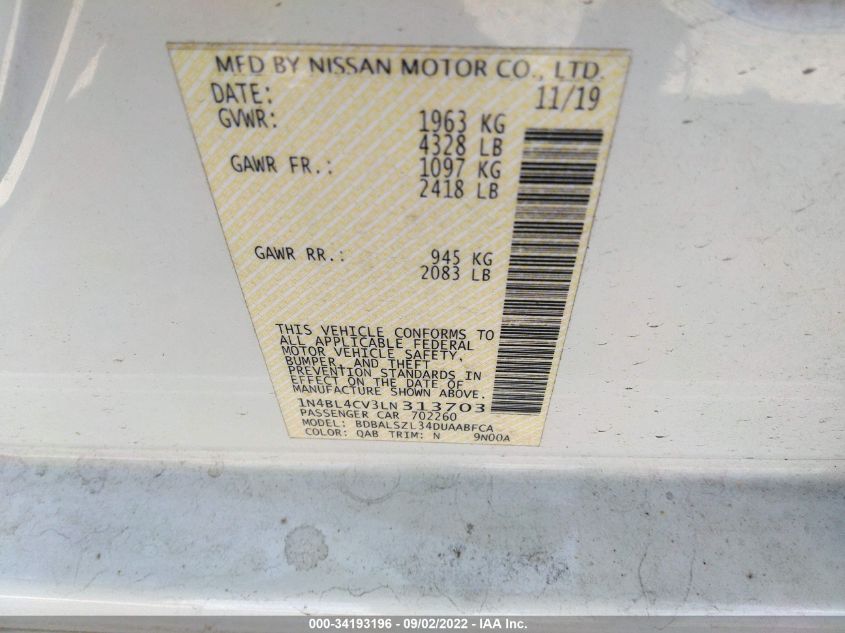 MFD BY NISSAN MOTOR CO., LTD.
DATE: 11/19
GVWR: 1963 KG
4328 LB
GAWR FR.: 1097 KG
2418 LB
GAWR RR.: 945 KG
2083 LB
THIS VEHICLE CONFORMS TO
ALL APPLICABLE FEDERAL
MOTOR VEHICLE SAFETY,
BUMPER, AND THEFT
PREVENTION STANDARDS IN
EFFECT ON THE DATE OF
MANUFACTURE SHOWN ABOVE.
1N4BL4CV3LN313703
PASSENGER CAR 702260
MODEL: BDBALSZL34DUAABFCA
COLOR: QAB TRIM: N 9N00A
000-34193196 - 09/02/2022 - IAA Inc.